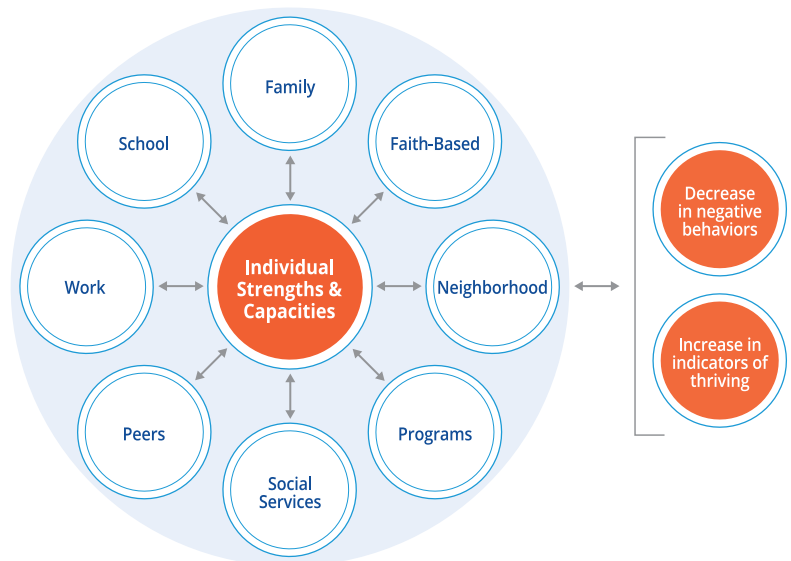 Family
School
Faith-Based
Work
Individual
Strengths &
Capacities
Neighborhood
Peers
Programs
Social
Services
Decrease
in negative
behaviors
Increase in
indicators of
thriving